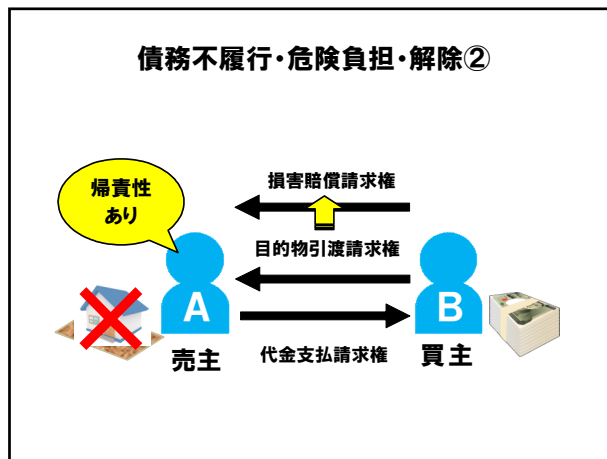 債務不履行・危険負担・解除②
損害賠償請求権
帰責性
あり
目的物引渡請求権
A
B
売主
代金支払請求権
買主